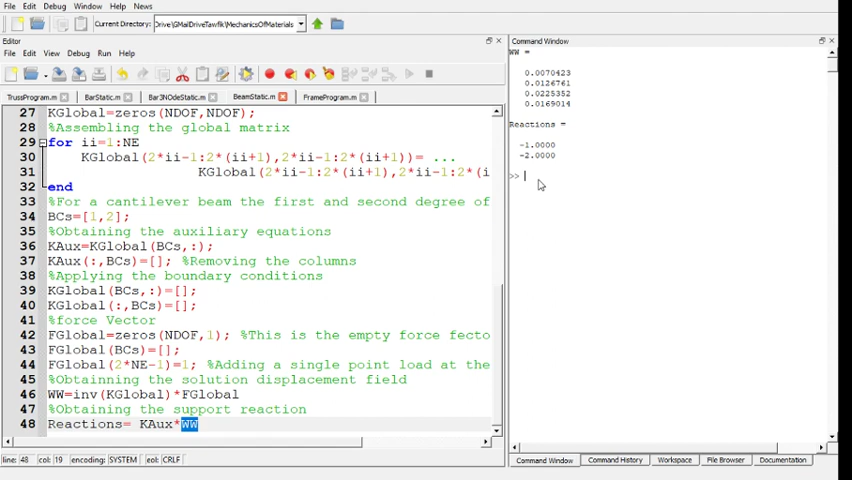 File Edit View Debug Window Help News
Current Directory: Drive\GMailDriveTawfik\MechanicsOfMaterials
Editor
File Edit View Debug Run Help
TrussProgram.m BarStatic.m Bar3NOdeStatic.m BeamStatic.m FrameProgram.m
27 KGlobal=zeros(NDOF,NDOF);
28 %Assembling the global matrix
29 for ii=1:NE
30 KGlobal(2*ii-1:2*(ii+1),2*ii-1:2*(ii+1))= ...
31 KGlobal(2*ii-1:2*(ii+1),2*ii-1:2*(i
32 end
33 %For a cantilever beam the first and second degree of
34 BCs=[1,2];
35 %Obtaining the auxiliary equations
36 KAux=KGlobal(BCs,:);
37 KAux(:,BCs)=[]; %Removing the columns
38 %Applying the boundary conditions
39 KGlobal(BCs,:)=[];
40 KGlobal(:,BCs)=[];
41 %force Vector
42 FGlobal=zeros(NDOF,1); %This is the empty force fecto
43 FGlobal(BCs)=[];
44 FGlobal(2*NE-1)=1; %Adding a single point load at the
45 %Obtainning the solution displacement field
46 WW=inv(KGlobal)*FGlobal
47 %Obtaining the support reaction
48 Reactions= KAux*WW
line: 48 col: 19 encoding: SYSTEM eol: CRLF
Command Window
WW =
0.0070423
0.0126761
0.0225352
0.0169014
Reactions =
-1.0000
-2.0000
>>
Command Window Command History Workspace File Browser Documentation